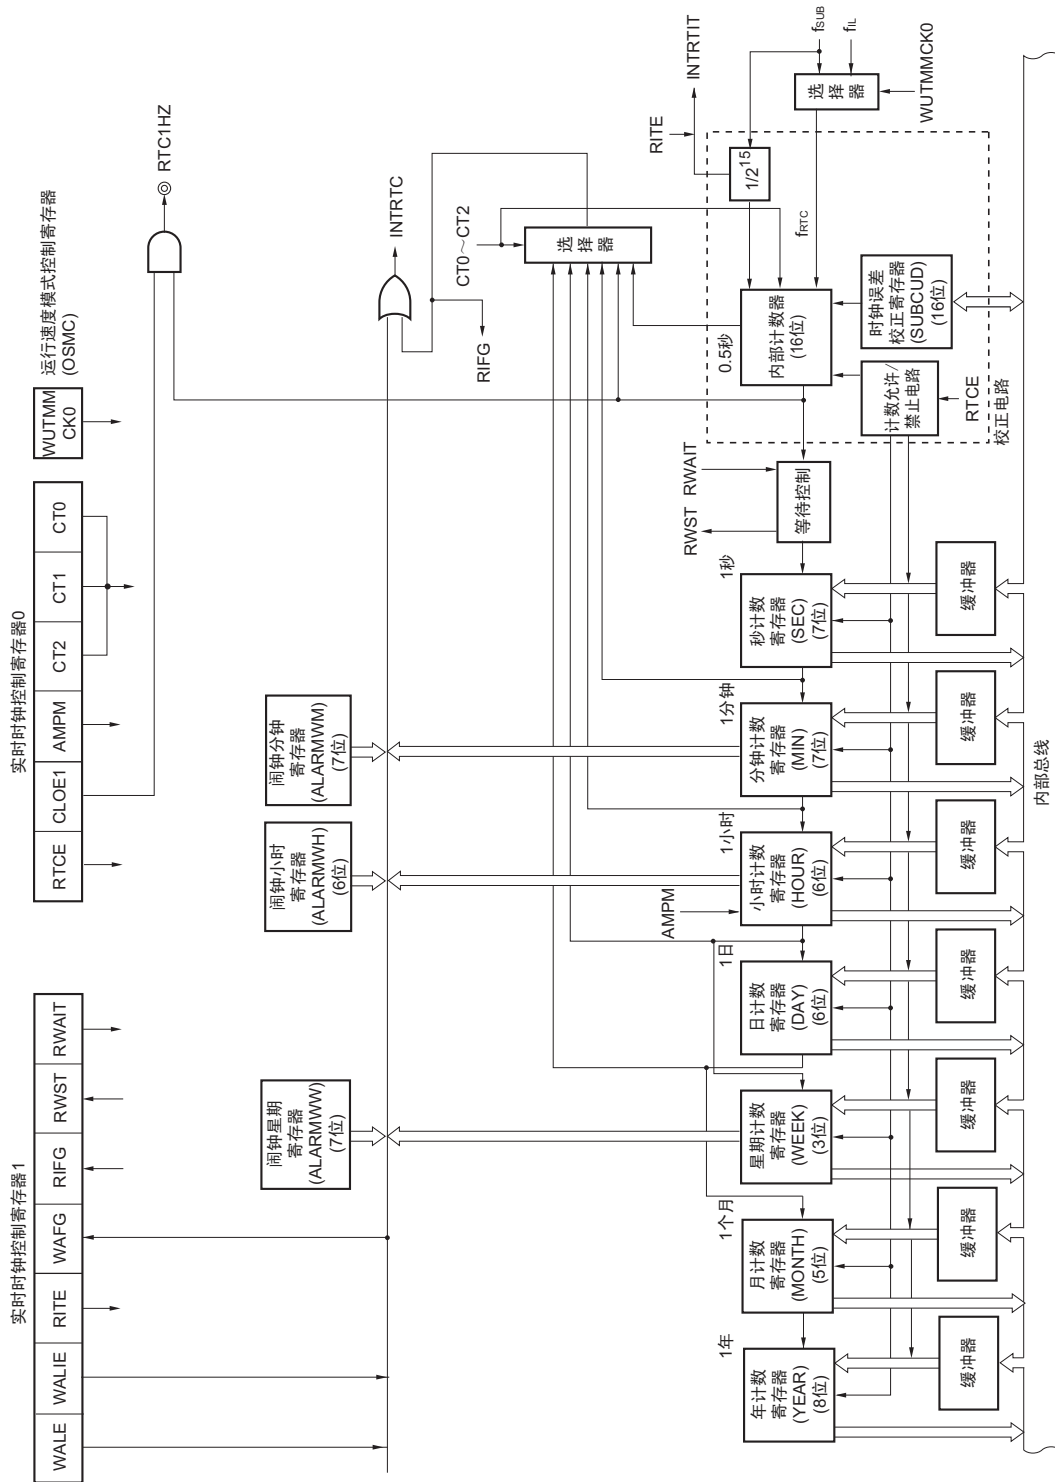 实时时钟控制寄存器1
WALE
WALIE
RITE
WAFG
RIFG
RWST
RWAIT
实时时钟控制寄存器0
RTCE
CLOE1
AMPM
CT2
CT1
CT0
WUTMM
CK0
运行速度模式控制寄存器
(OSMC)
RTC1HZ
闹钟星期
寄存器
(ALARMWW)
(7位)
闹钟小时
寄存器
(ALARMWH)
(6位)
闹钟分钟
寄存器
(ALARMWM)
(7位)
INTRTC
RIFG
CT0~CT2
选择器
RITE
INTRTIT
1年
年计数
寄存器
(YEAR)
(8位)
1个月
月计数
寄存器
(MONTH)
(5位)
星期计数
寄存器
(WEEK)
(3位)
1日
日计数
寄存器
(DAY)
(6位)
AMPM
1小时
小时计数
寄存器
(HOUR)
(6位)
1分钟
分钟计数
寄存器
(MIN)
(7位)
1秒
秒计数
寄存器
(SEC)
(7位)
RWST
RWAIT
等待控制
0.5秒
内部计数器
(16位)
1/2¹⁵
fRTC
fSUB
fIL
选择器
WUTMMCK0
计数允许/
禁止电路
RTCE
时钟误差
校正寄存器
(SUBCUD)
(16位)
校正电路
缓冲器
缓冲器
缓冲器
缓冲器
缓冲器
缓冲器
缓冲器
内部总线